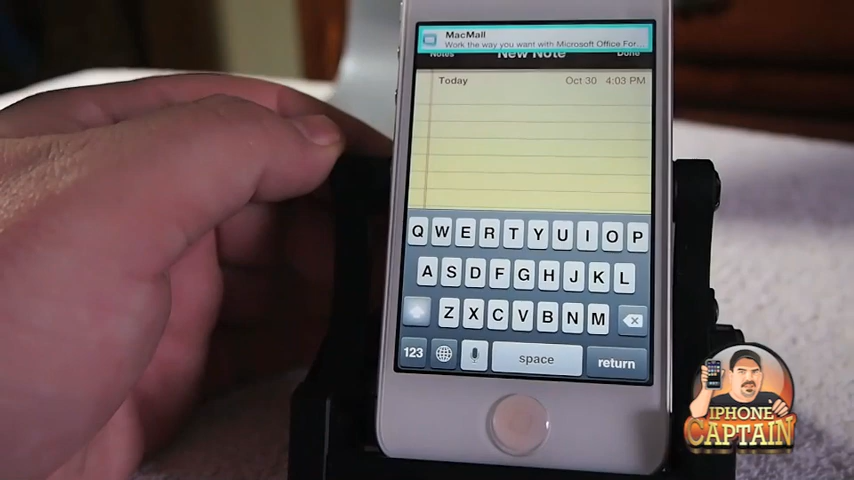 MacMall
Work the way you want with Microsoft Office For...
Notes New Note Done
Today Oct 30 4:03 PM
Q W E R T Y U I O P
A S D F G H J K L
Z X C V B N M
123 space return
IPHONE
CAPTAIN